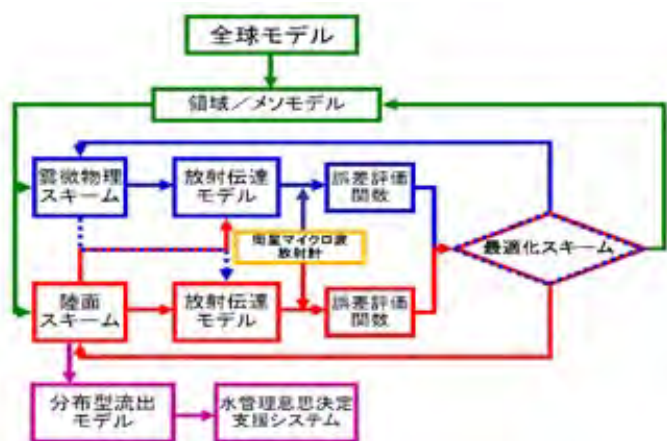 全球モデル
領域／メソモデル
雲微物理
スキーム
放射伝達
モデル
誤差評価
関数
衛星マイクロ波
放射計
最適化スキーム
陸面
スキーム
放射伝達
モデル
誤差評価
関数
分布型流出
モデル
水管理意思決定
支援システム